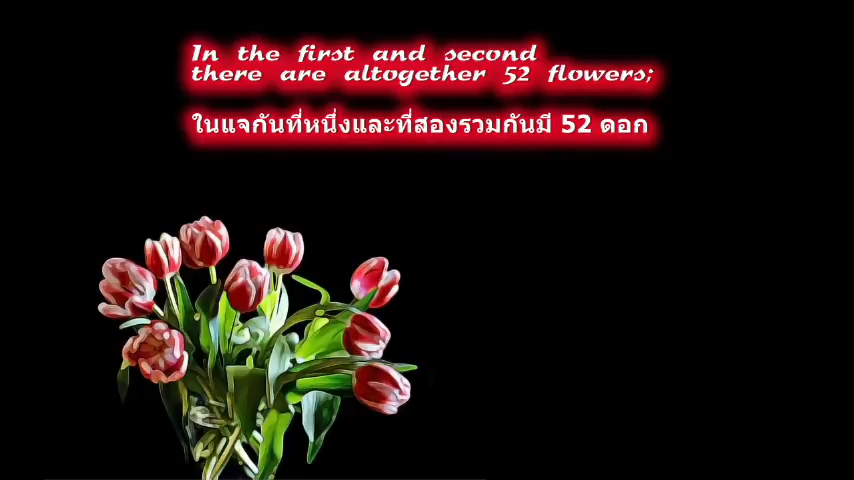 In the first and second
there are altogether 52 flowers;
ในแจกันที่หนึ่งและที่สองรวมกันมี 52 ดอก